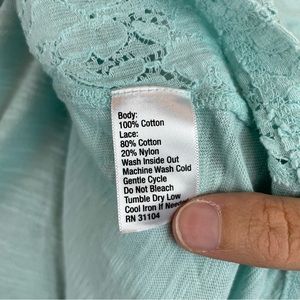 Body:
100% Cotton
Lace:
80% Cotton
20% Nylon
Wash Inside Out
Machine Wash Cold
Gentle Cycle
Do Not Bleach
Tumble Dry Low
Cool Iron If Needed
RN 31104